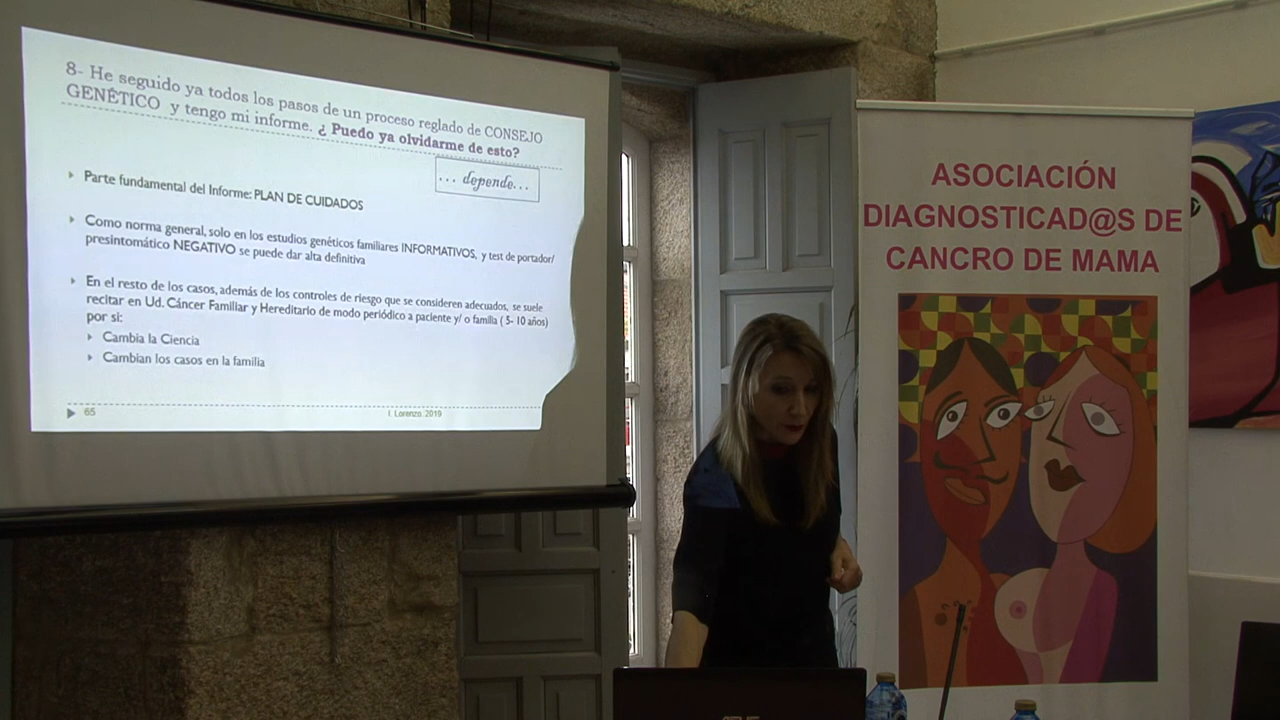 8- He seguido ya todos los pasos de un proceso reglado de CONSEJO
GENÉTICO y tengo mi informe. ¿ Puedo ya olvidarme de esto?
... depende...
Parte fundamental del Informe: PLAN DE CUIDADOS
Como norma general, solo en los estudios genéticos familiares INFORMATIVOS, y test de portador/
presintomático NEGATIVO se puede dar alta definitiva
En el resto de los casos, además de los controles de riesgo que se consideren adecuados, se suele
recitar en Ud. Cáncer Familiar y Hereditario de modo periódico a paciente y/ o familia ( 5- 10 años)
por si:
Cambia la Ciencia
Cambian los casos en la familia
65
I. Lorenzo. 2019
ASOCIACIÓN
DIAGNOSTICAD@S DE
CANCRO DE MAMA